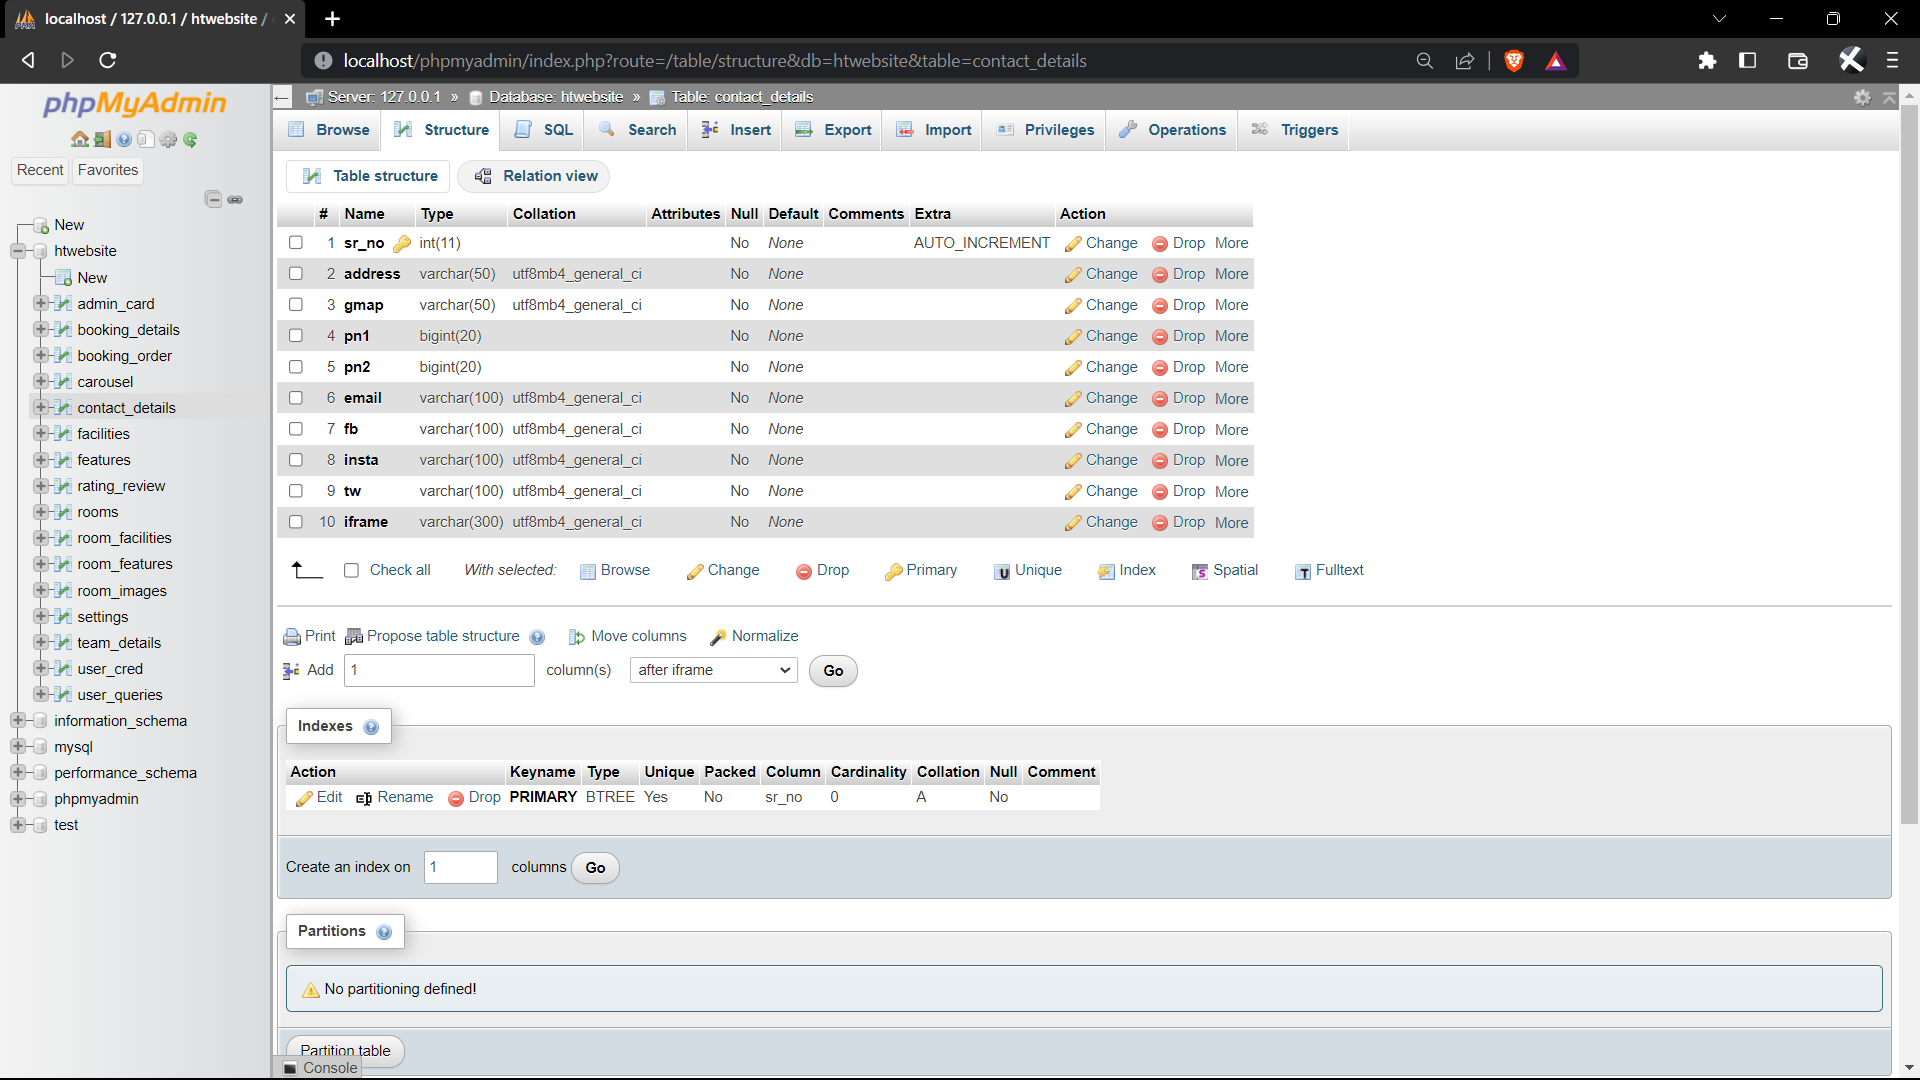 localhost / 127.0.0.1 / htwebsite /
localhost/phpmyadmin/index.php?route=/table/structure&db=htwebsite&table=contact_details
phpMyAdmin
Recent Favorites
New
htwebsite
New
admin_card
booking_details
booking_order
carousel
contact_details
facilities
features
rating_review
rooms
room_facilities
room_features
room_images
settings
team_details
user_cred
user_queries
information_schema
mysql
performance_schema
phpmyadmin
test
Server: 127.0.0.1 » Database: htwebsite » Table: contact_details
Browse Structure SQL Search Insert Export Import Privileges Operations Triggers
Table structure Relation view
# Name Type Collation Attributes Null Default Comments Extra Action
1 sr_no int(11) No None AUTO_INCREMENT Change Drop More
2 address varchar(50) utf8mb4_general_ci No None Change Drop More
3 gmap varchar(50) utf8mb4_general_ci No None Change Drop More
4 pn1 bigint(20) No None Change Drop More
5 pn2 bigint(20) No None Change Drop More
6 email varchar(100) utf8mb4_general_ci No None Change Drop More
7 fb varchar(100) utf8mb4_general_ci No None Change Drop More
8 insta varchar(100) utf8mb4_general_ci No None Change Drop More
9 tw varchar(100) utf8mb4_general_ci No None Change Drop More
10 iframe varchar(300) utf8mb4_general_ci No None Change Drop More
Check all With selected: Browse Change Drop Primary Unique Index Spatial Fulltext
Print Propose table structure Move columns Normalize
Add 1 column(s) after iframe Go
Indexes
Action Keyname Type Unique Packed Column Cardinality Collation Null Comment
Edit Rename Drop PRIMARY BTREE Yes No sr_no 0 A No
Create an index on 1 columns Go
Partitions
No partitioning defined!
Partition table
Console